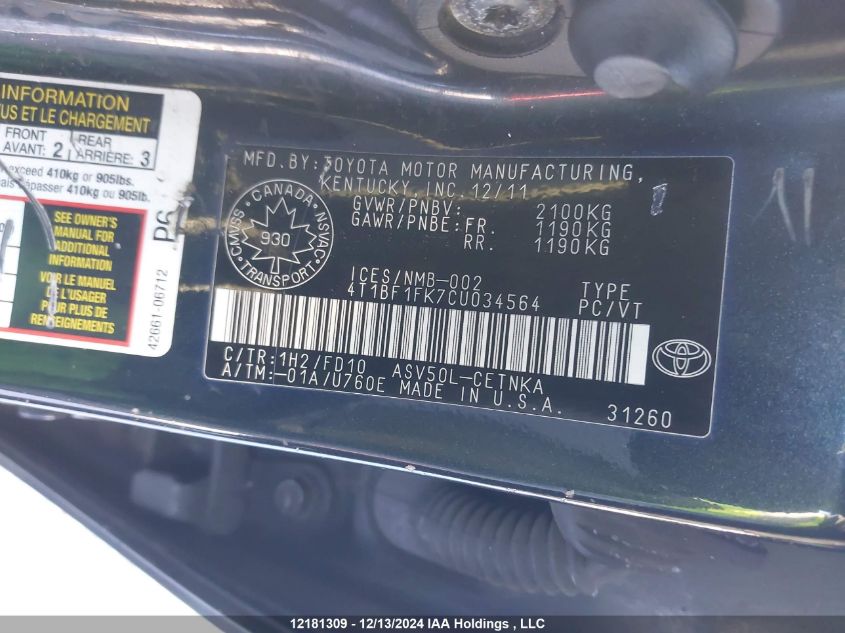 INFORMATION
US ET LE CHARGEMENT
FRONT
AVANT: 2
REAR
ARRIÈRE: 3
exceed 410kg or 905lbs.
ais dépasser 410kg ou 905lb.
SEE OWNER'S
MANUAL FOR
ADDITIONAL
INFORMATION
VOIR LE MANUEL
DE L'USAGER
POUR PLUS DE
RENSEIGNEMENTS
42661-06712
P6
MFD. BY: TOYOTA MOTOR MANUFACTURING,
KENTUCKY, INC. 12/11
GVWR/PNBV: 2100KG
GAWR/PNBE: FR. 1190KG
RR. 1190KG
CANADA
CMVSS
NSVAC
930
TRANSPORT
ICES/NMB-002
4T1BF1FK7CU034564
TYPE
PC/VT
C/TR: 1H2/FD10 ASV50L-CETNKA
A/TM: -01A/U760E MADE IN U.S.A. 31260
12181309 - 12/13/2024 IAA Holdings , LLC